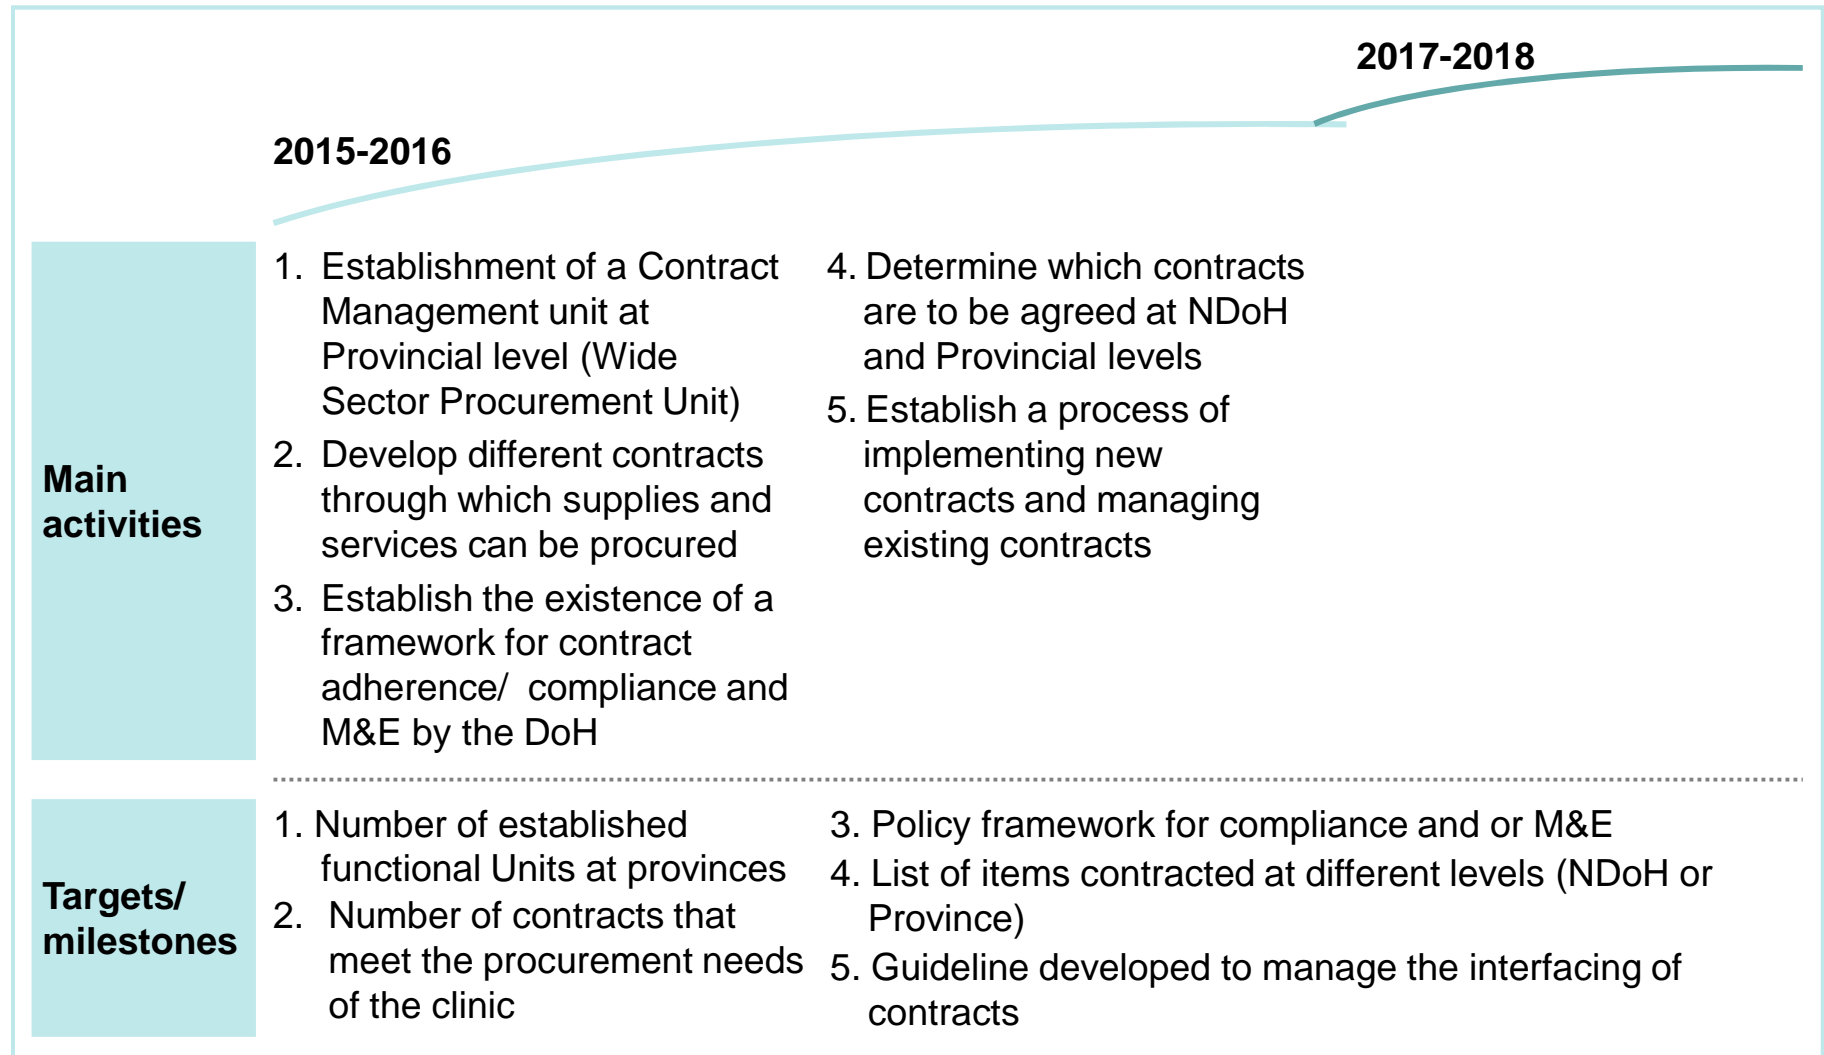 2017-2018
2015-2016
Main
activities
1. Establishment of a Contract
Management unit at
Provincial level (Wide
Sector Procurement Unit)
2. Develop different contracts
through which supplies and
services can be procured
3. Establish the existence of a
framework for contract
adherence/ compliance and
M&E by the DoH
4. Determine which contracts
are to be agreed at NDoH
and Provincial levels
5. Establish a process of
implementing new
contracts and managing
existing contracts
Targets/
milestones
1. Number of established
functional Units at provinces
2. Number of contracts that
meet the procurement needs
of the clinic
3. Policy framework for compliance and or M&E
4. List of items contracted at different levels (NDoH or
Province)
5. Guideline developed to manage the interfacing of
contracts